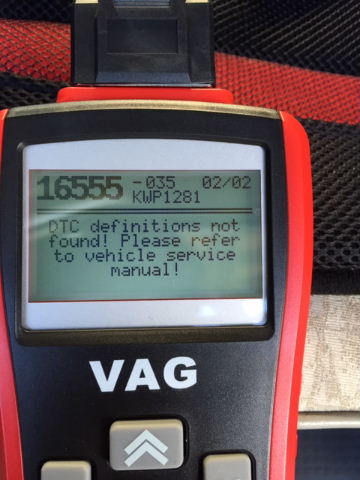 16555 -035 02/02
KWP1281
DTC definitions not
found! Please refer
to vehicle service
manual!
VAG